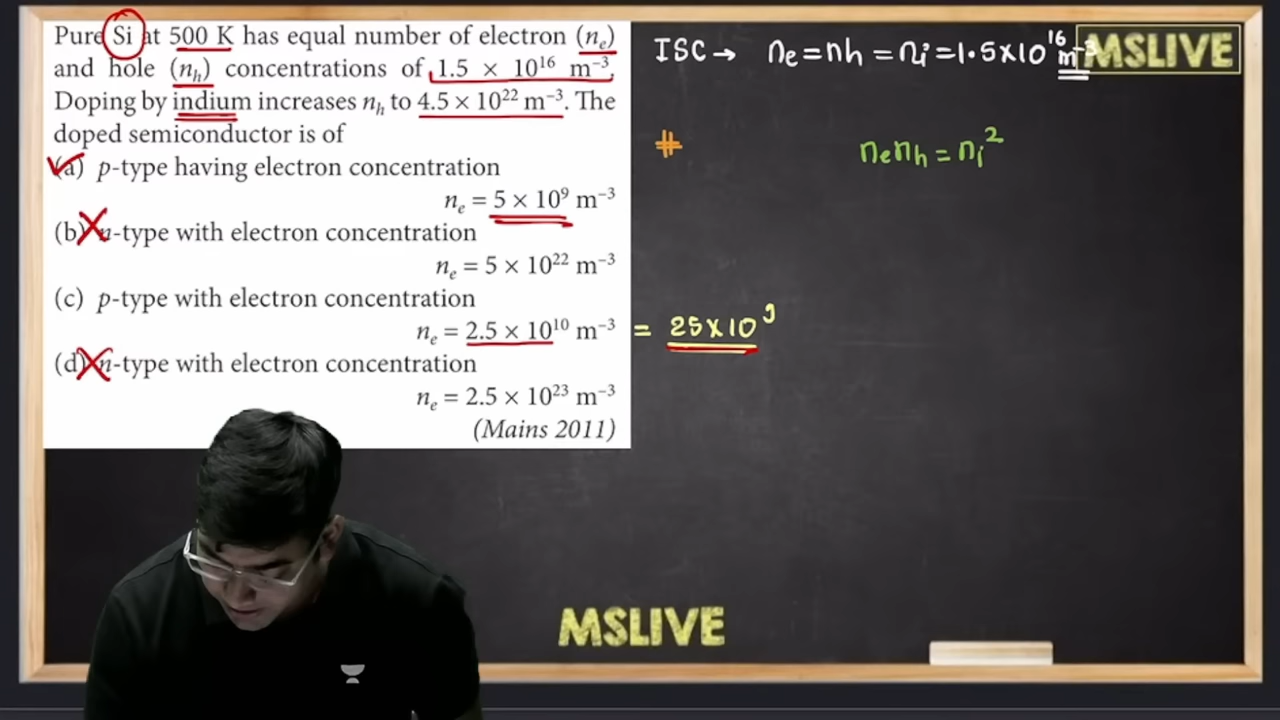 Pure Si at 500 K has equal number of electron (nₑ)
and hole (nₕ) concentrations of 1.5 × 10¹⁶ m⁻³.
Doping by indium increases nₕ to 4.5 × 10²² m⁻³. The
doped semiconductor is of
(a) p-type having electron concentration
nₑ = 5 × 10⁹ m⁻³
(b) n-type with electron concentration
nₑ = 5 × 10²² m⁻³
(c) p-type with electron concentration
nₑ = 2.5 × 10¹⁰ m⁻³
(d) n-type with electron concentration
nₑ = 2.5 × 10²³ m⁻³
(Mains 2011)
ISC → nₑ = nh = nᵢ = 1.5×10¹⁶ m⁻³
MSLIVE
# nₑnₕ = nᵢ²
= 25×10⁹
MSLIVE